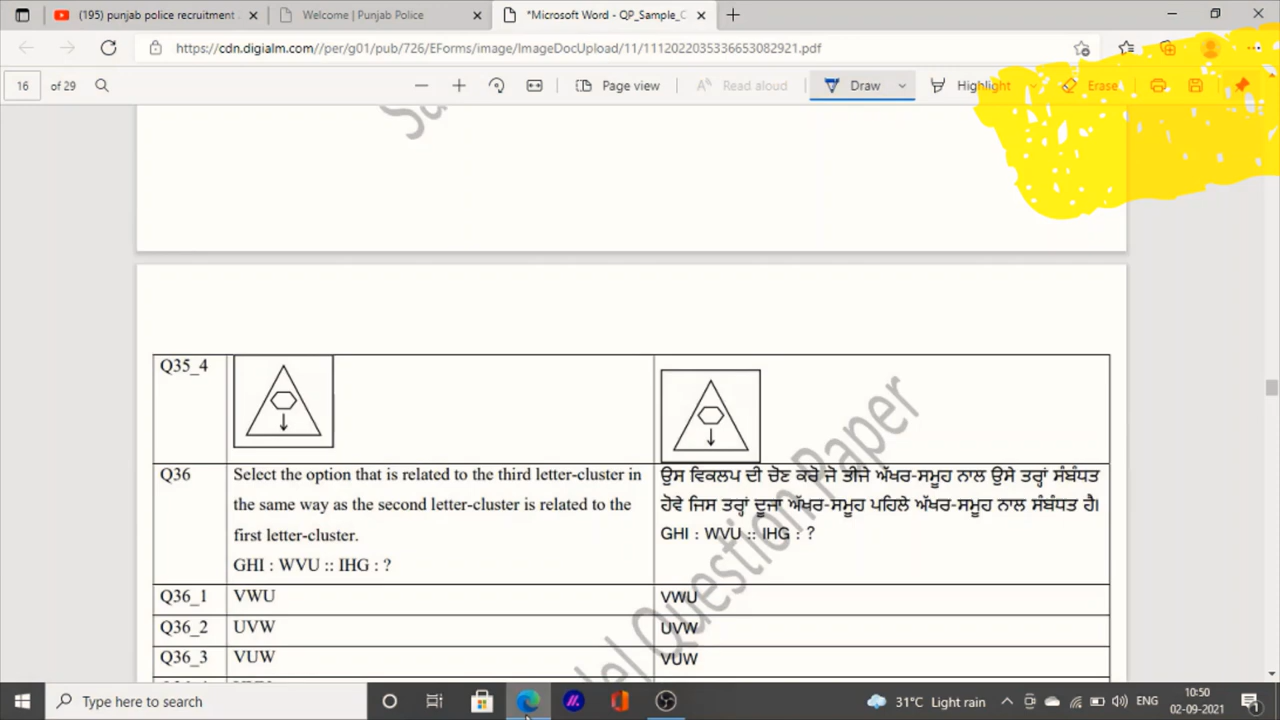 (195) punjab police recruitment
Welcome | Punjab Police
*Microsoft Word - QP_Sample_C
https://cdn.digialm.com//per/g01/pub/726/EForms/image/ImageDocUpload/11/1112022035336653082921.pdf
16 of 29
Page view
Read aloud
Draw
Highlight
Erase
Q35_4
Q36
Select the option that is related to the third letter-cluster in
the same way as the second letter-cluster is related to the
first letter-cluster.
GHI : WVU :: IHG : ?
ਉਸ ਵਿਕਲਪ ਦੀ ਚੋਣ ਕਰੋ ਜੋ ਤੀਜੇ ਅੱਖਰ-ਸਮੂਹ ਨਾਲ ਉਸੇ ਤਰ੍ਹਾਂ ਸੰਬੰਧਤ
ਹੋਵੇ ਜਿਸ ਤਰ੍ਹਾਂ ਦੂਜਾ ਅੱਖਰ-ਸਮੂਹ ਪਹਿਲੇ ਅੱਖਰ-ਸਮੂਹ ਨਾਲ ਸੰਬੰਧਤ ਹੈ।
GHI : WVU :: IHG : ?
Q36_1 VWU VWU
Q36_2 UVW UVW
Q36_3 VUW VUW
Question Paper
Type here to search
31°C Light rain
ENG
10:50
02-09-2021
1